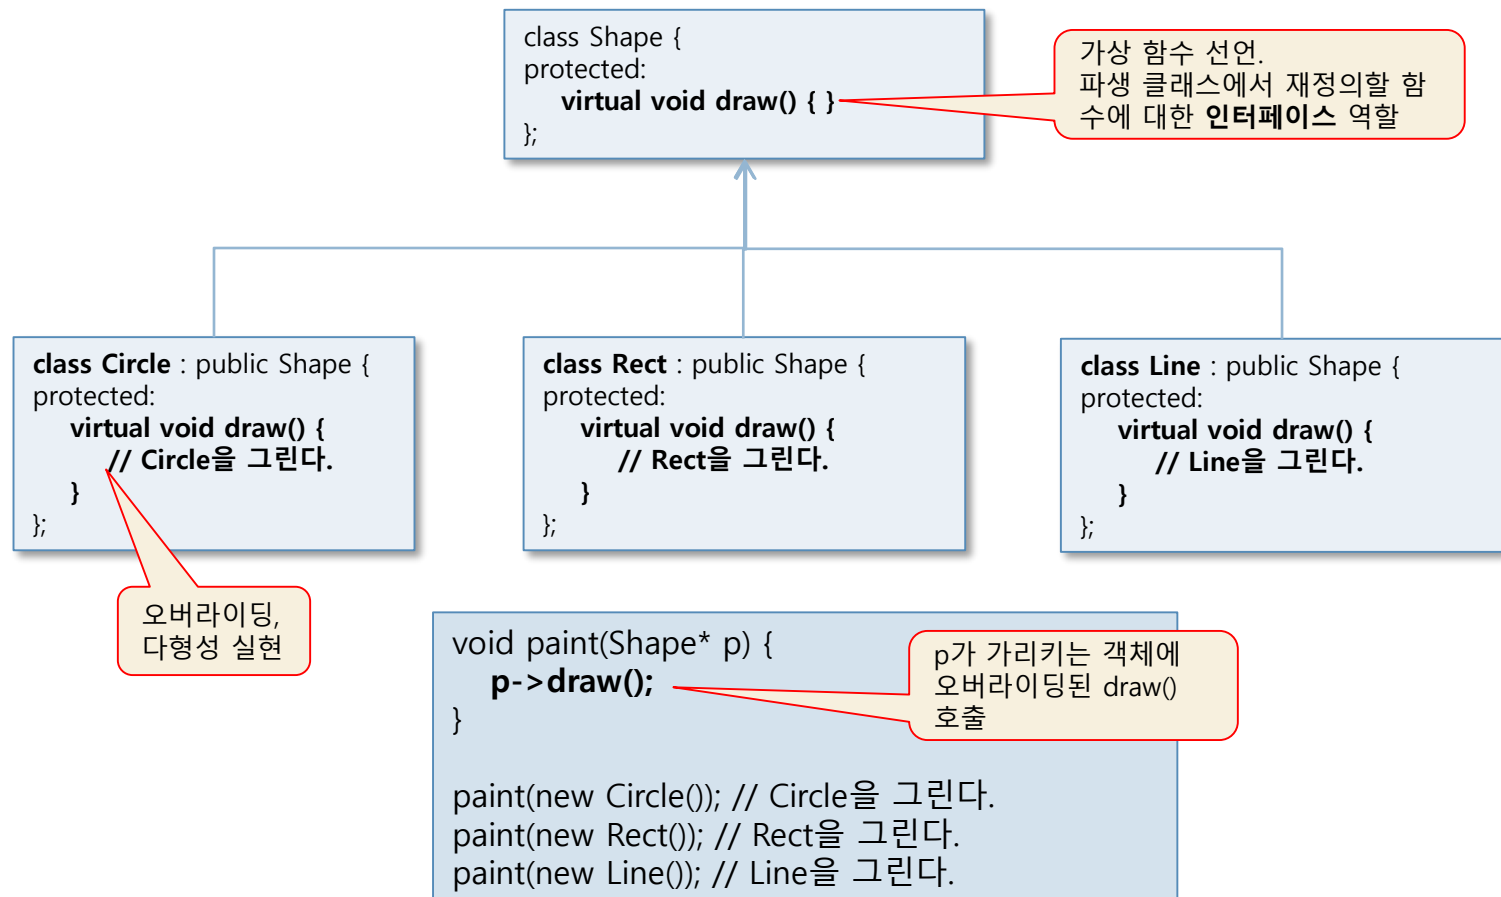 class Shape {
protected:
virtual void draw() { }
};
가상 함수 선언.
파생 클래스에서 재정의할 함
수에 대한 인터페이스 역할
class Circle : public Shape {
protected:
virtual void draw() {
// Circle을 그린다.
}
};
class Rect : public Shape {
protected:
virtual void draw() {
// Rect을 그린다.
}
};
class Line : public Shape {
protected:
virtual void draw() {
// Line을 그린다.
}
};
오버라이딩,
다형성 실현
void paint(Shape* p) {
p->draw();
}
p가 가리키는 객체에
오버라이딩된 draw()
호출
paint(new Circle()); // Circle을 그린다.
paint(new Rect()); // Rect을 그린다.
paint(new Line()); // Line을 그린다.